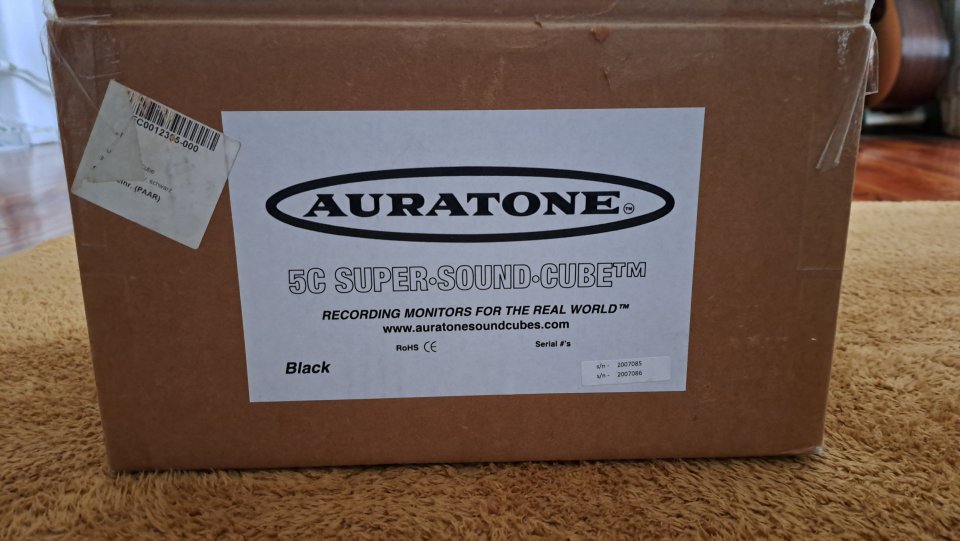 AURATONE™
5C SUPER•SOUND•CUBE™
RECORDING MONITORS FOR THE REAL WORLD™
www.auratonesoundcubes.com
RoHS CE
Serial #'s
Black
s/n - 2007085
s/n - 2007086
schwarz
(PAAR)